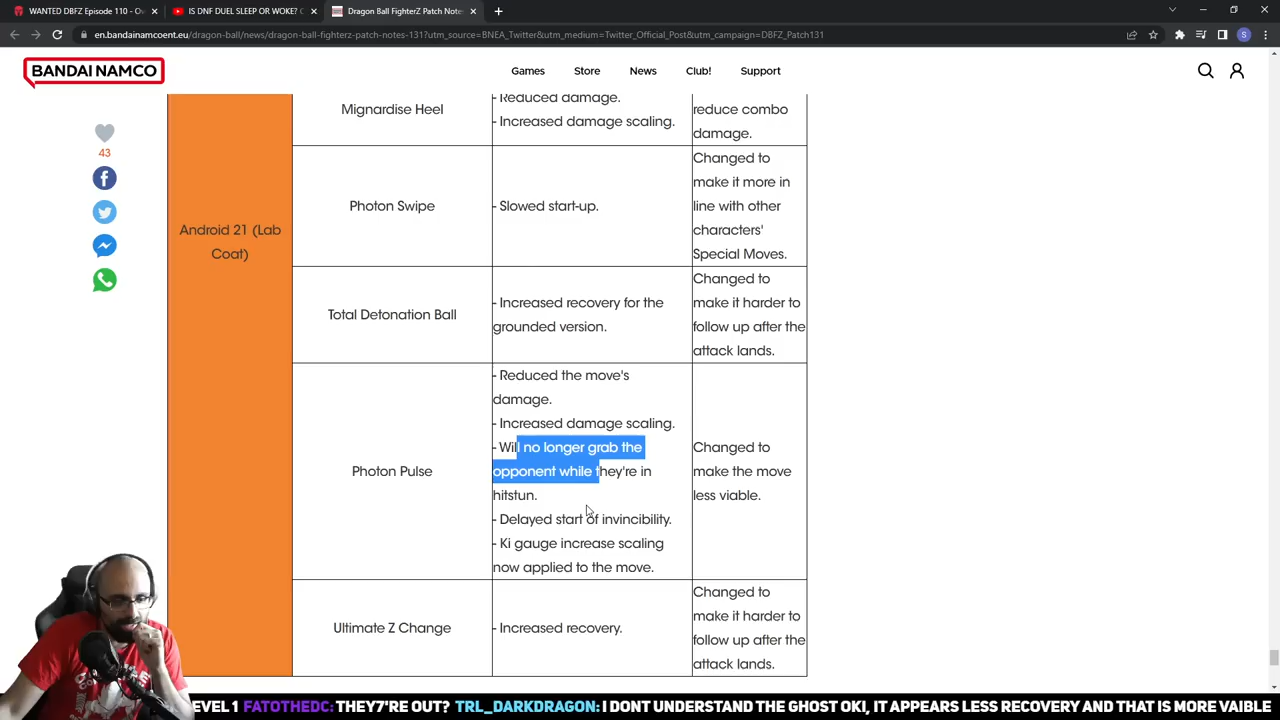 WANTED DBFZ Episode 110 - Ov
IS DNF DUEL SLEEP OR WOKE? C
Dragon Ball FighterZ Patch Note
en.bandainamcoent.eu/dragon-ball/news/dragon-ball-fighterz-patch-notes-131?utm_source=BNEA_Twitter&utm_medium=Twitter_Official_Post&utm_campaign=DBFZ_Patch131
S
BANDAI NAMCO
Games Store News Club! Support
43
Android 21 (Lab
Coat)
Mignardise Heel
- Reduced damage.
- Increased damage scaling.
reduce combo
damage.
Photon Swipe
- Slowed start-up.
Changed to
make it more in
line with other
characters'
Special Moves.
Total Detonation Ball
- Increased recovery for the
grounded version.
Changed to
make it harder to
follow up after the
attack lands.
Photon Pulse
- Reduced the move's
damage.
- Increased damage scaling.
- Will no longer grab the
opponent while they're in
hitstun.
- Delayed start of invincibility.
- Ki gauge increase scaling
now applied to the move.
Changed to
make the move
less viable.
Ultimate Z Change
- Increased recovery.
Changed to
make it harder to
follow up after the
attack lands.
EVEL 1 FATOTHEDC: THEY7'RE OUT? TRL_DARKDRAGON: I DONT UNDERSTAND THE GHOST OKI, IT APPEARS LESS RECOVERY AND THAT IS MORE VAIBLE